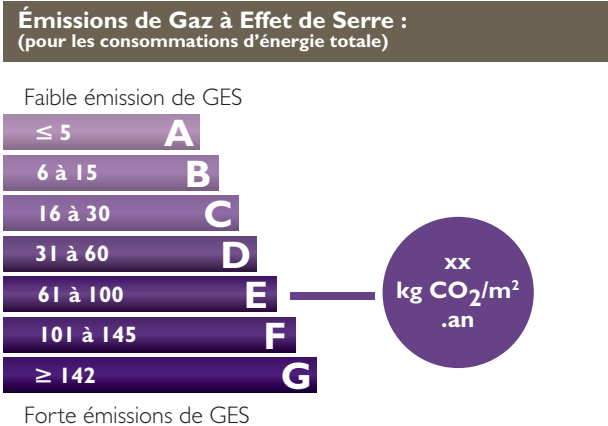 Émissions de Gaz à Effet de Serre :
(pour les consommations d'énergie totale)
Faible émission de GES
≤ 5 A
6 à 15 B
16 à 30 C
31 à 60 D
61 à 100 E
101 à 145 F
≥ 142 G
xx
kg CO₂/m²
.an
Forte émissions de GES